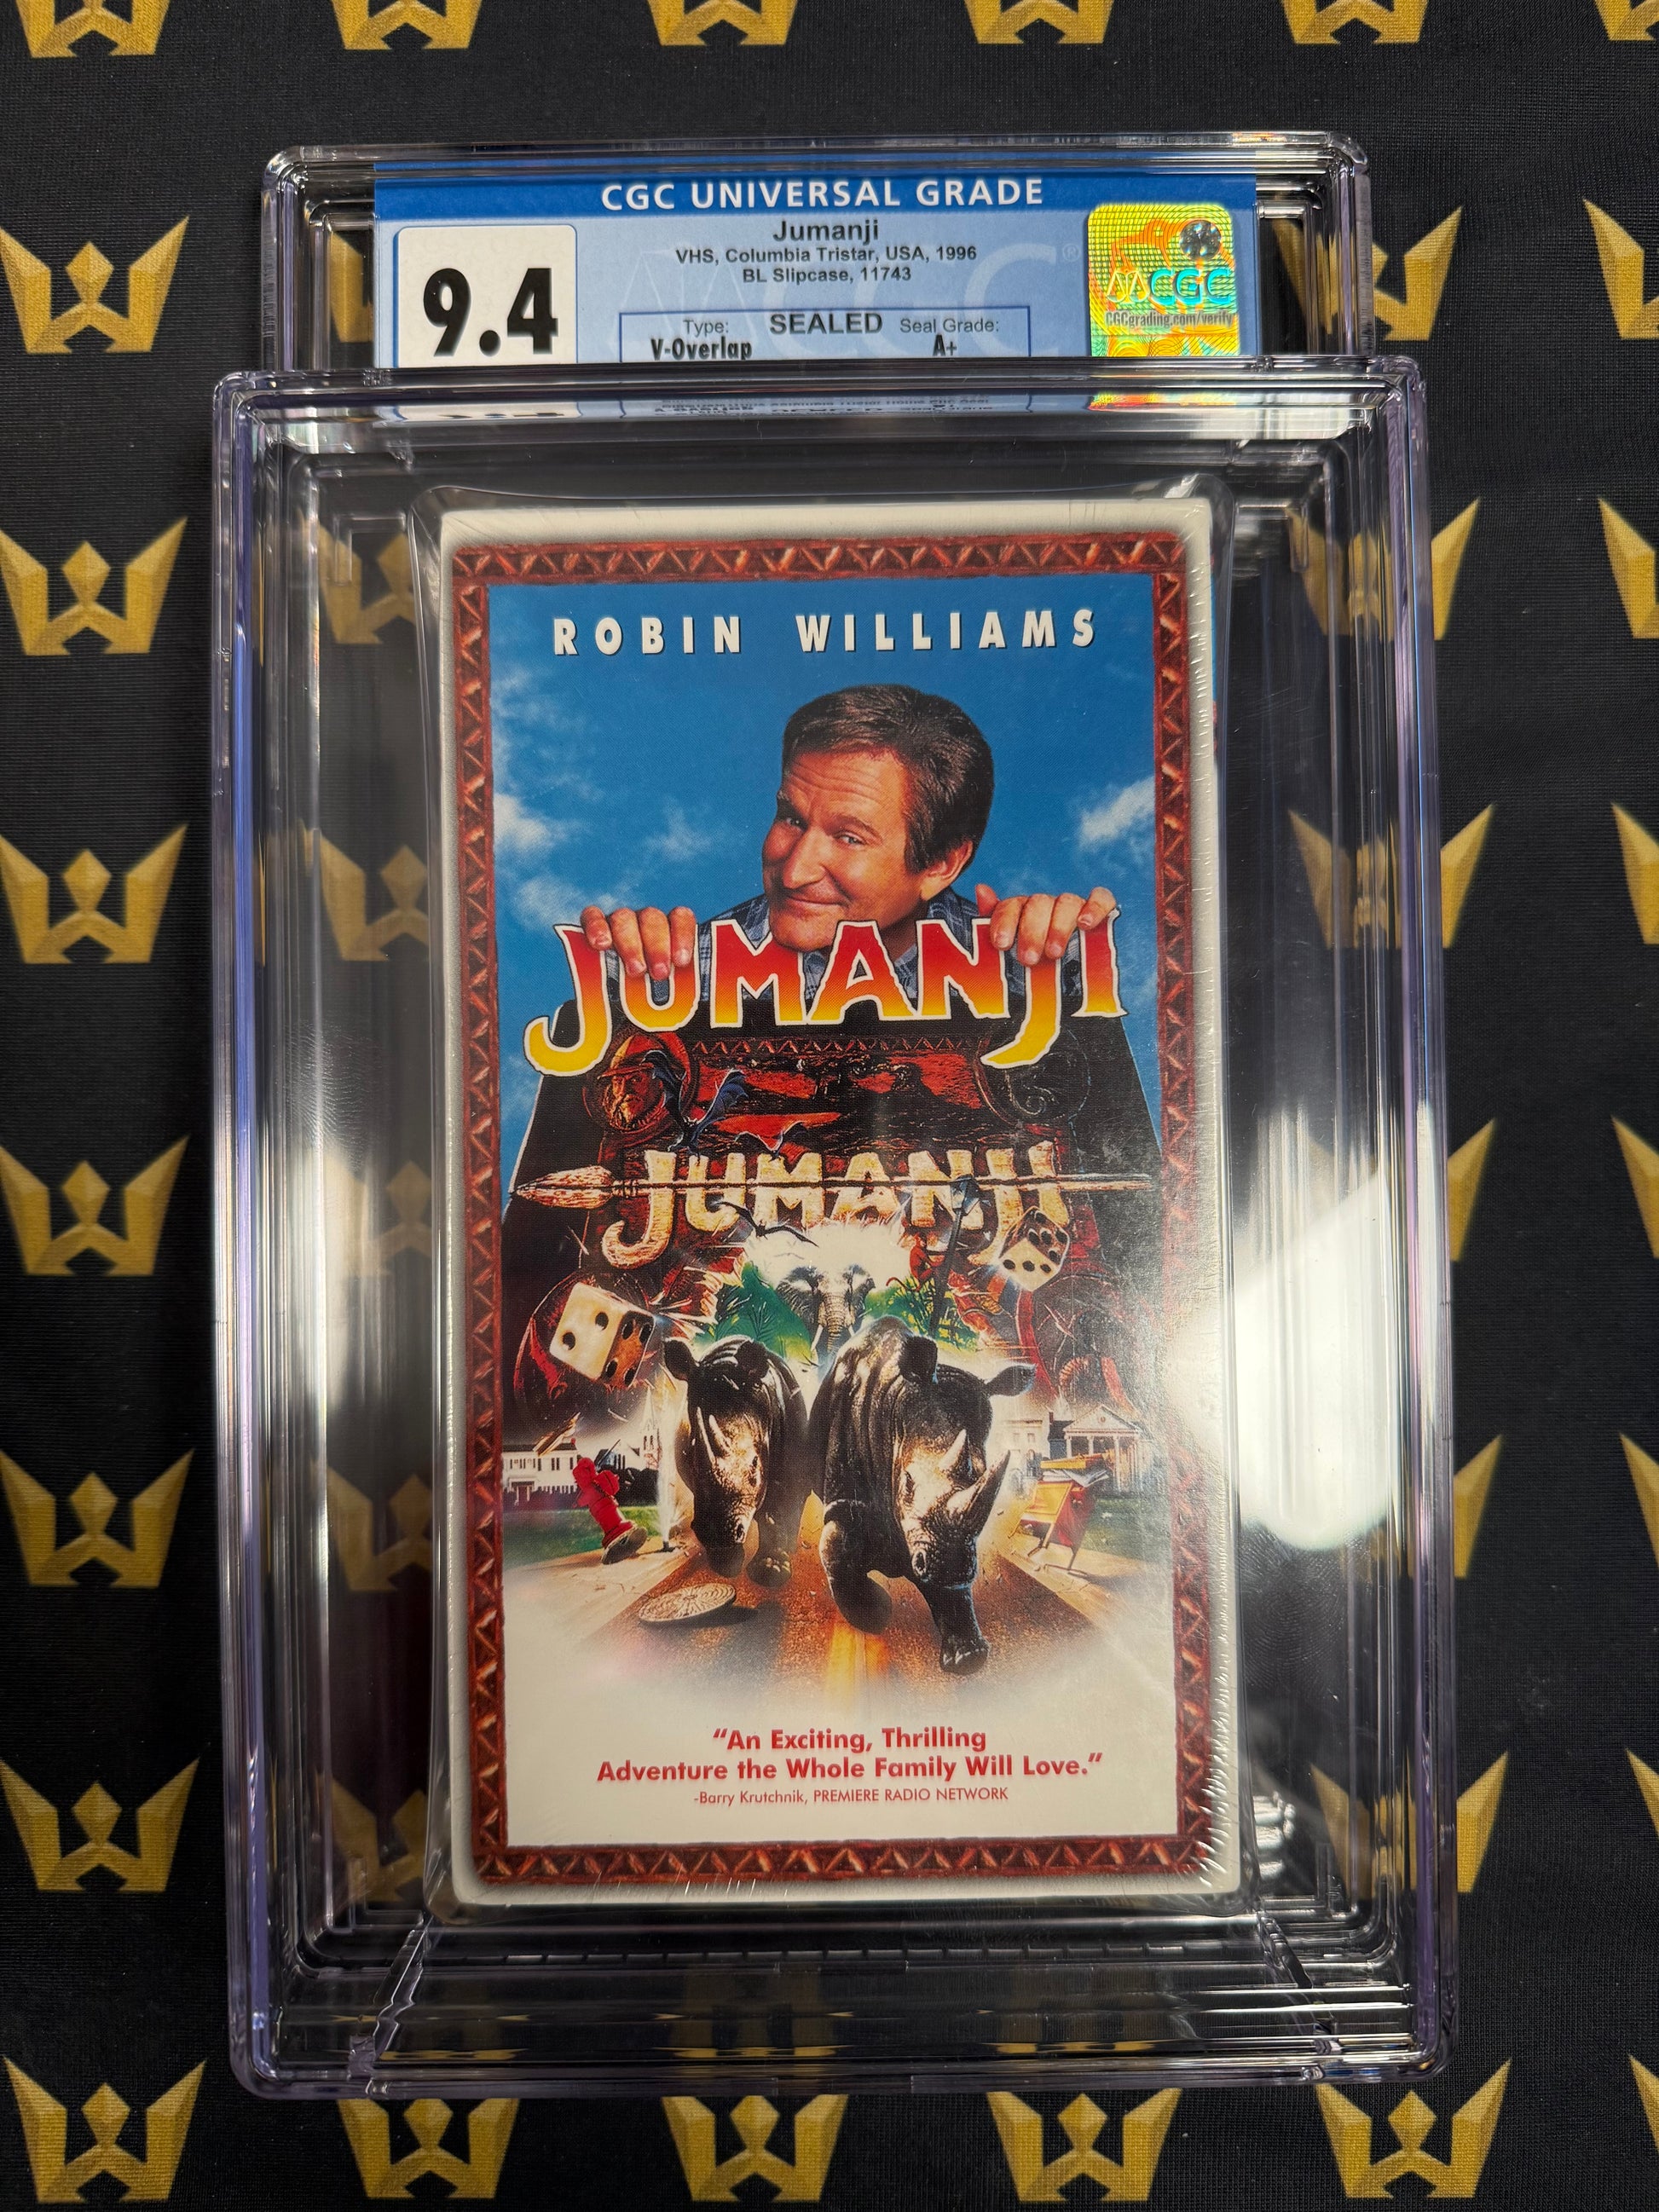 CGC UNIVERSAL GRADE
Jumanji
VHS, Columbia Tristar, USA, 1996
BL Slipcase, 11743
9.4
Type: SEALED Seal Grade:
V-Overlap A+
CGC
CGCgrading.com/verify
ROBIN WILLIAMS
JUMANJI
JUMANJI
“An Exciting, Thrilling
Adventure the Whole Family Will Love.”
-Barry Krutchnik, PREMIERE RADIO NETWORK